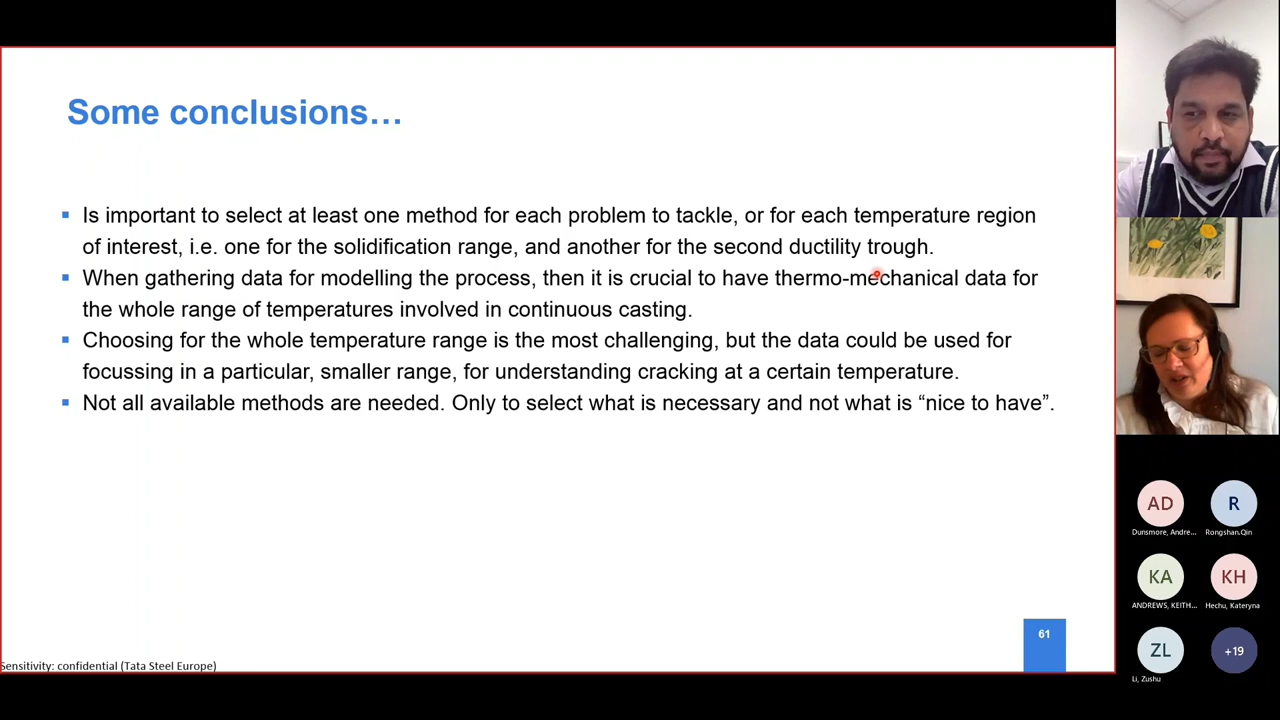 Some conclusions…
▪ Is important to select at least one method for each problem to tackle, or for each temperature region
of interest, i.e. one for the solidification range, and another for the second ductility trough.
▪ When gathering data for modelling the process, then it is crucial to have thermo-mechanical data for
the whole range of temperatures involved in continuous casting.
▪ Choosing for the whole temperature range is the most challenging, but the data could be used for
focussing in a particular, smaller range, for understanding cracking at a certain temperature.
▪ Not all available methods are needed. Only to select what is necessary and not what is “nice to have”.
61
Sensitivity: confidential (Tata Steel Europe)
AD
R
Dunsmore, Andre...
Rongshan.Qin
KA
KH
ANDREWS, KEITH...
Hechu, Kateryna
ZL
+19
Li, Zushu